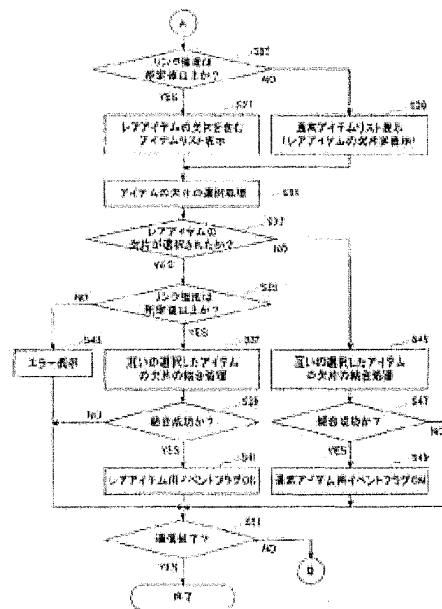 A
リンク強度は
所定値以上か?
NO
YES
レアアイテムの欠片を含む
アイテムリスト表示
通常アイテムリスト表示
(レアアイテムの欠片非表示)
アイテムの欠片の選択処理
レアアイテムの
欠片が選択されたか?
NO
YES
リンク強度は
所定値以上か?
NO
YES
エラー表示
互いの選択したアイテム
の欠片の結合処理
互いの選択したアイテム
の欠片の結合処理
結合成功か?
NO
YES
結合成功か?
NO
YES
レアアイテム用イベントフラグON
通常アイテム用イベントフラグON
通信終了?
NO
YES
終了